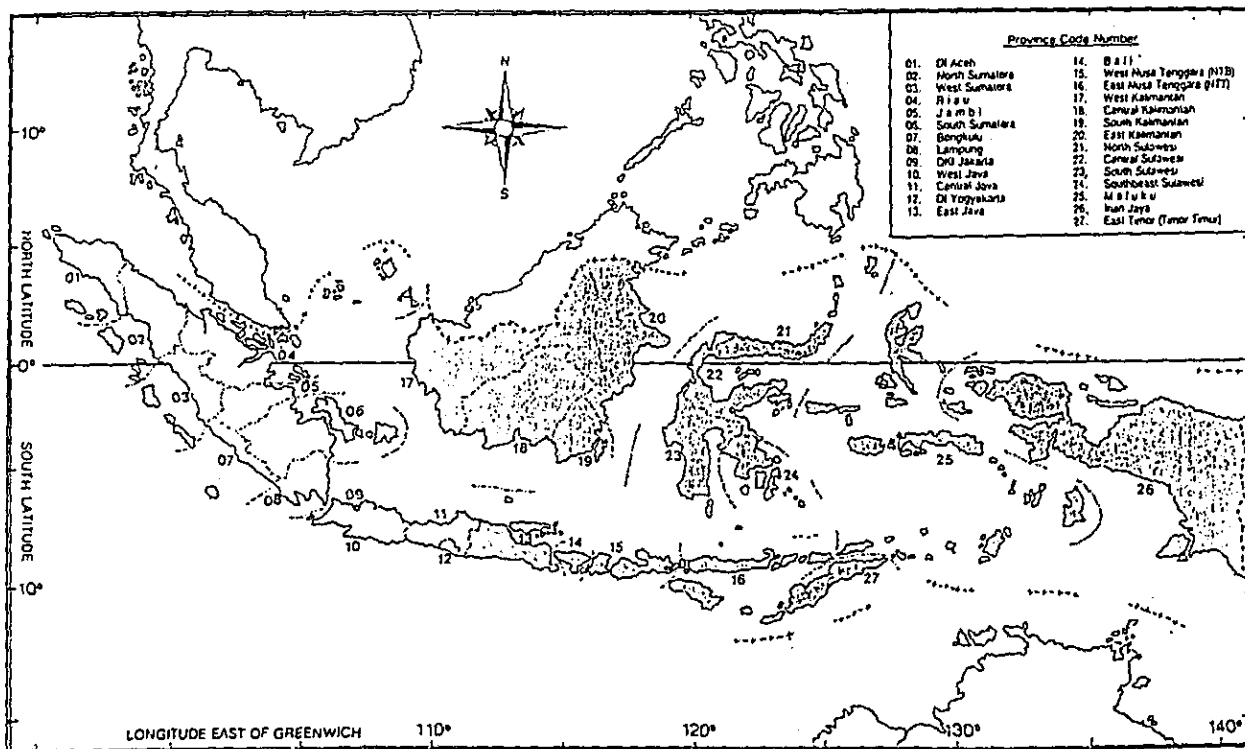 Province Code Number
01. DI Aceh
02. North Sumatera
03. West Sumatera
04. Riau
05. Jambi
06. South Sumatera
07. Bengkulu
08. Lampung
09. DKI Jakarta
10. West Java
11. Central Java
12. DI Yogyakarta
13. East Java
14. Bali
15. West Nusa Tenggara (NTB)
16. East Nusa Tenggara (NTT)
17. West Kalimantan
18. Central Kalimantan
19. South Kalimantan
20. East Kalimantan
21. North Sulawesi
22. Central Sulawesi
23. South Sulawesi
24. Southeast Sulawesi
25. Maluku
26. Irian Jaya
27. East Timor (Timor Timur)
N
S
10°
NORTH LATITUDE
0°
SOUTH LATITUDE
10°
01
02
03
04
05
06
07
08
09
10
11
12
13
14
15
16
17
18
19
20
21
22
23
24
25
26
27
LONGITUDE EAST OF GREENWICH
110°
120°
130°
140°